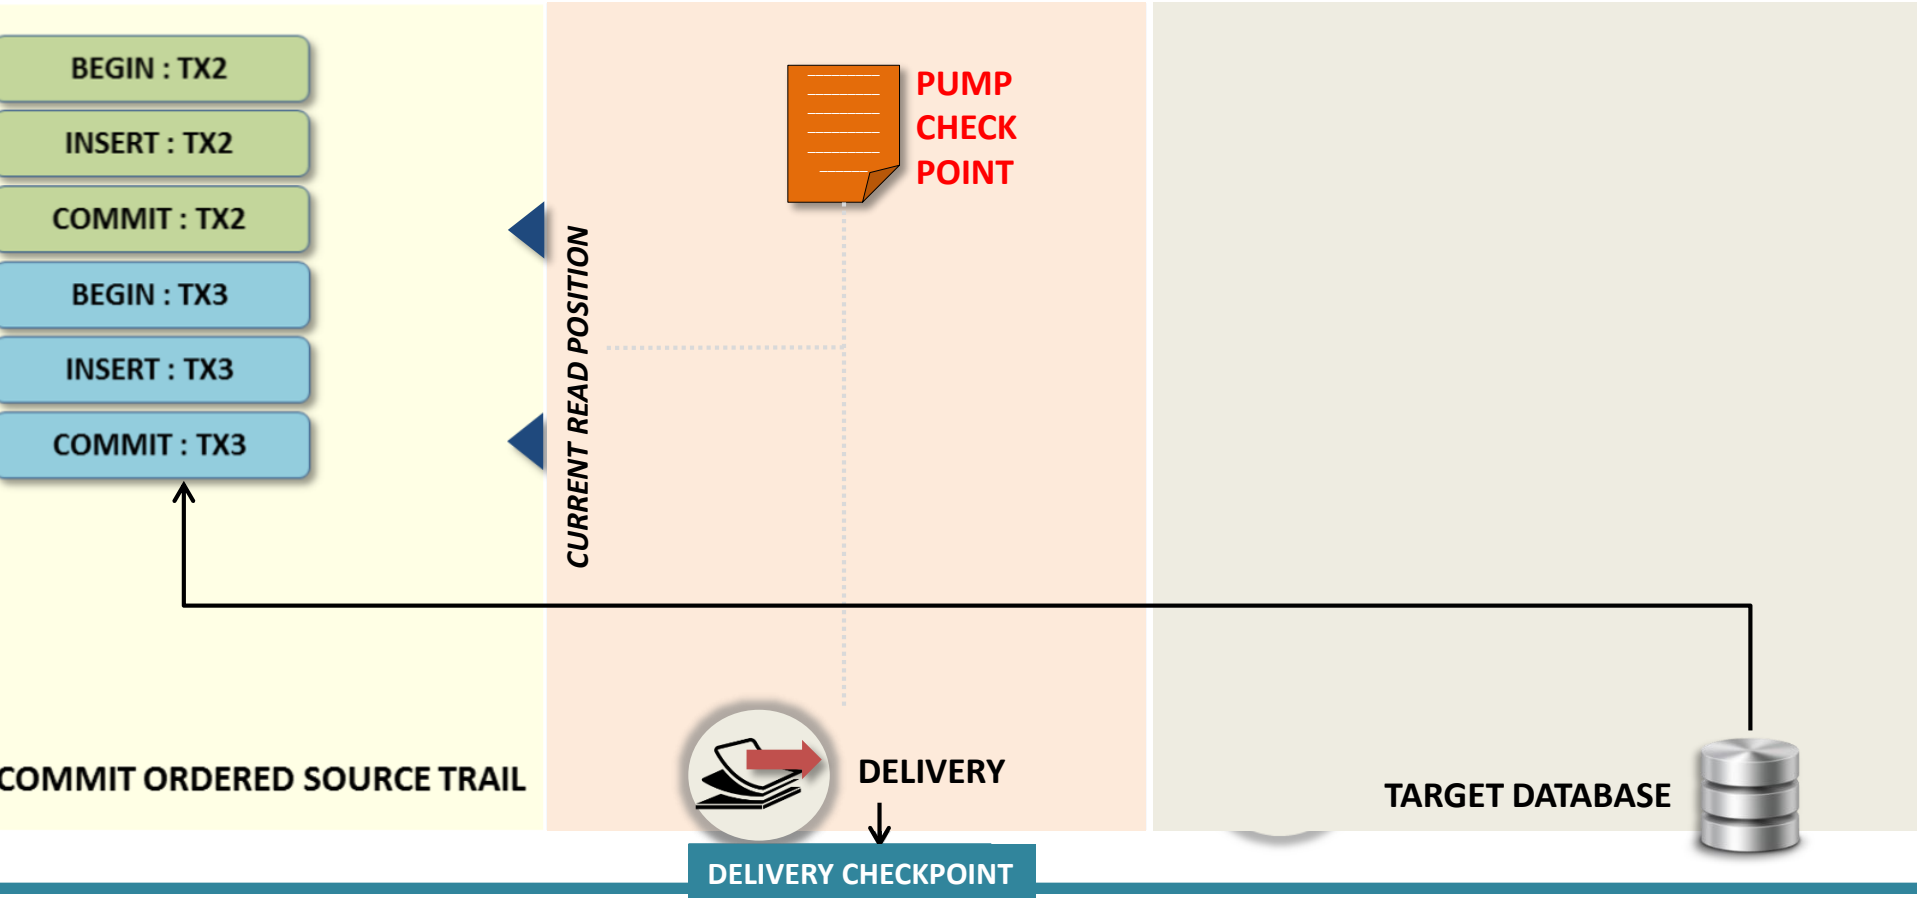 BEGIN : TX2
INSERT : TX2
COMMIT : TX2
BEGIN : TX3
INSERT : TX3
COMMIT : TX3
COMMIT ORDERED SOURCE TRAIL
CURRENT READ POSITION
PUMP
CHECK
POINT
DELIVERY
DELIVERY CHECKPOINT
TARGET DATABASE